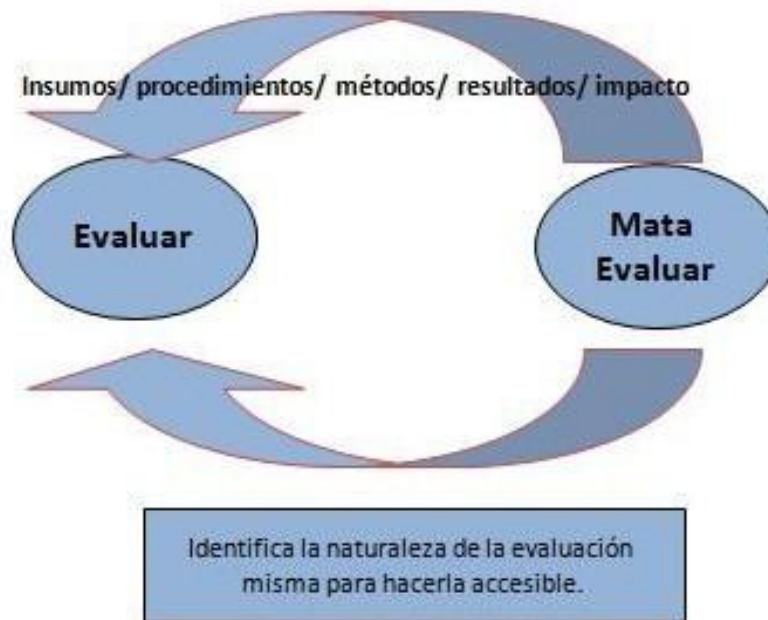 Insumos/ procedimientos/ métodos/ resultados/ impacto
Evaluar
Mata
Evaluar
Identifica la naturaleza de la evaluación
misma para hacerla accesible.